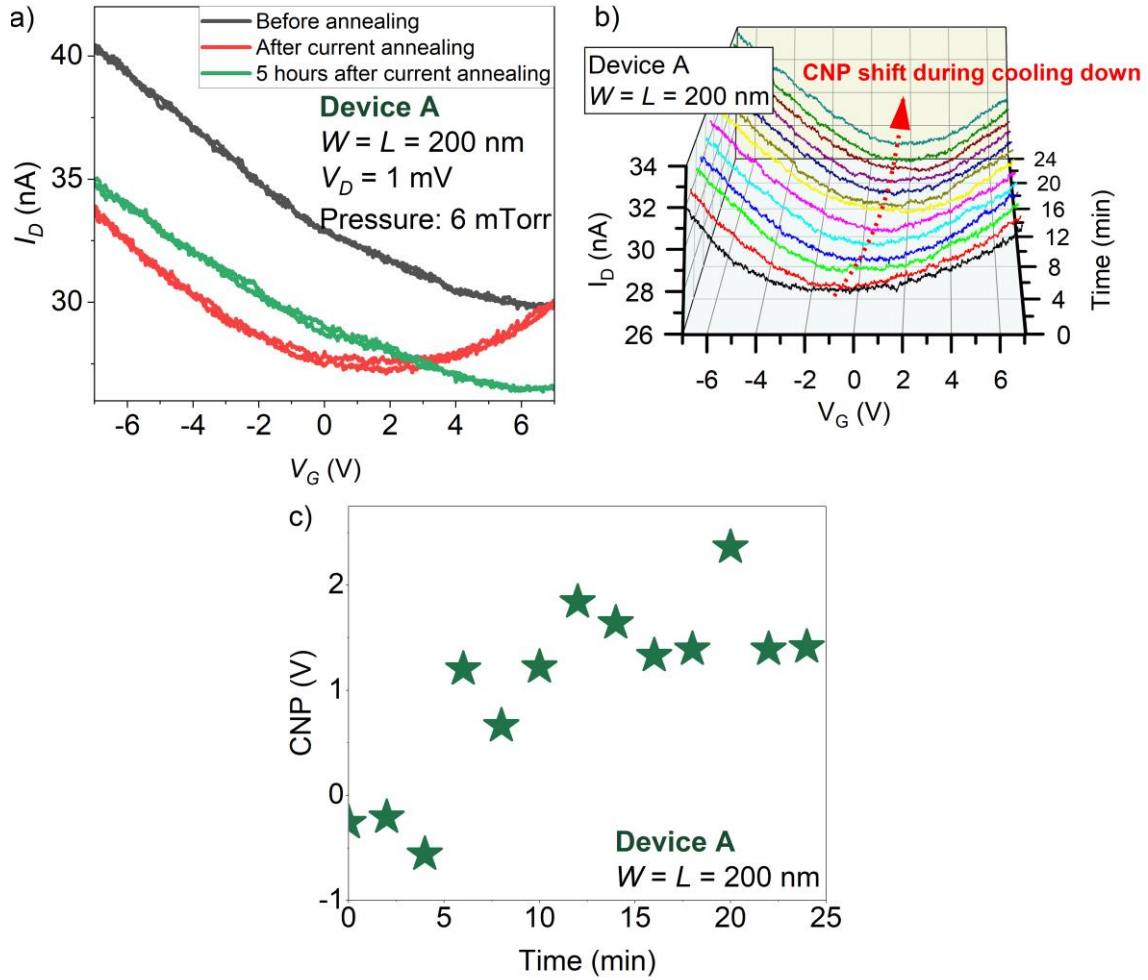 a)
Before annealing
After current annealing
5 hours after current annealing
Device A
W = L = 200 nm
V_D = 1 mV
Pressure: 6 mTorr
40
35
30
I_D (nA)
-6 -4 -2 0 2 4 6
V_G (V)
b)
Device A
W = L = 200 nm
CNP shift during cooling down
34
32
30
28
26
I_D (nA)
24
20
16
12
8
4
0
Time (min)
-6 -4 -2 0 2 4 6
V_G (V)
c)
2
1
0
-1
CNP (V)
Device A
W = L = 200 nm
0 5 10 15 20 25
Time (min)